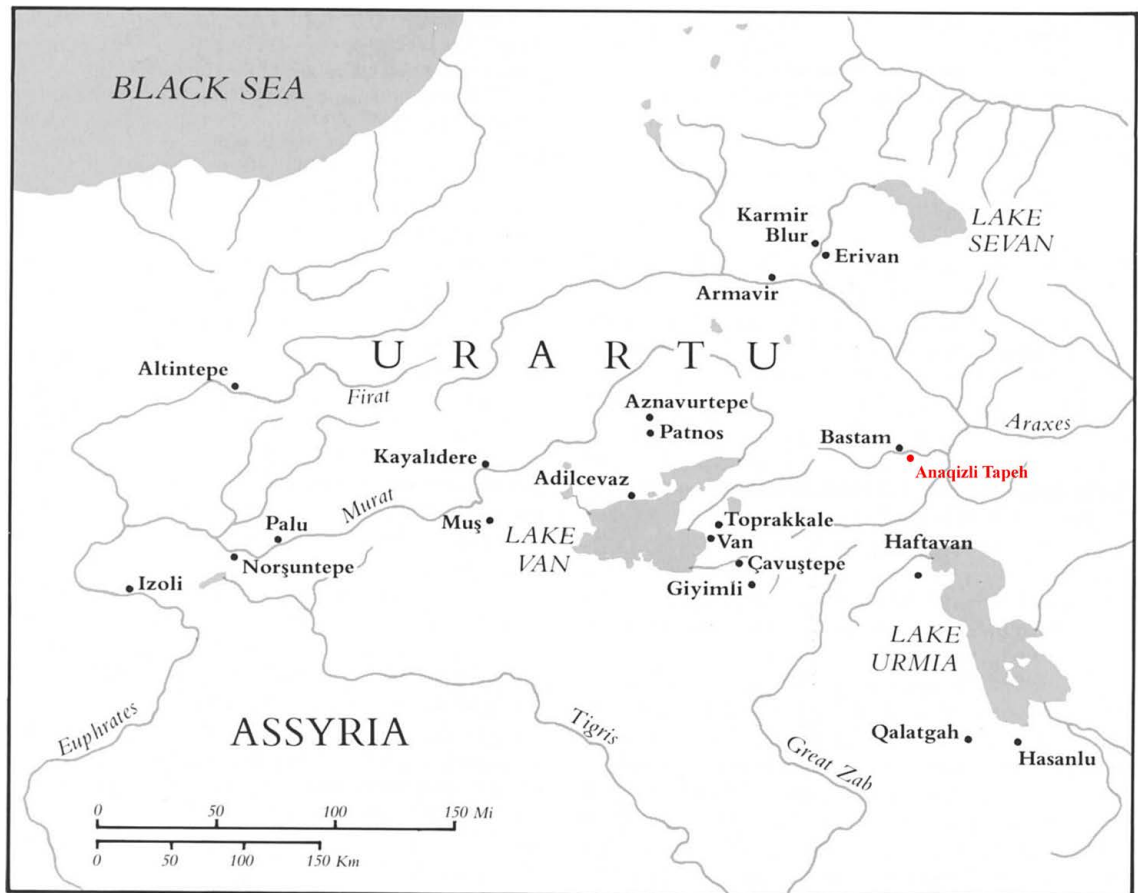 BLACK SEA
Karmir
Blur
LAKE
SEVAN
Erivan
Armavir
URARTU
Altintepe
Firat
Aznavurtepe
Patnos
Araxes
Bastam
Anaqizli Tapeh
Kayalıdere
Adilcevaz
Murat
Muş
Palu
LAKE
VAN
Toprakkale
Van
Haftavan
Norşuntepe
Çavuştepe
Izoli
Giyimli
LAKE
URMIA
Euphrates
ASSYRIA
Tigris
Great Zab
Qalatgah
Hasanlu
0 50 100 150 Mi
0 50 100 150 Km